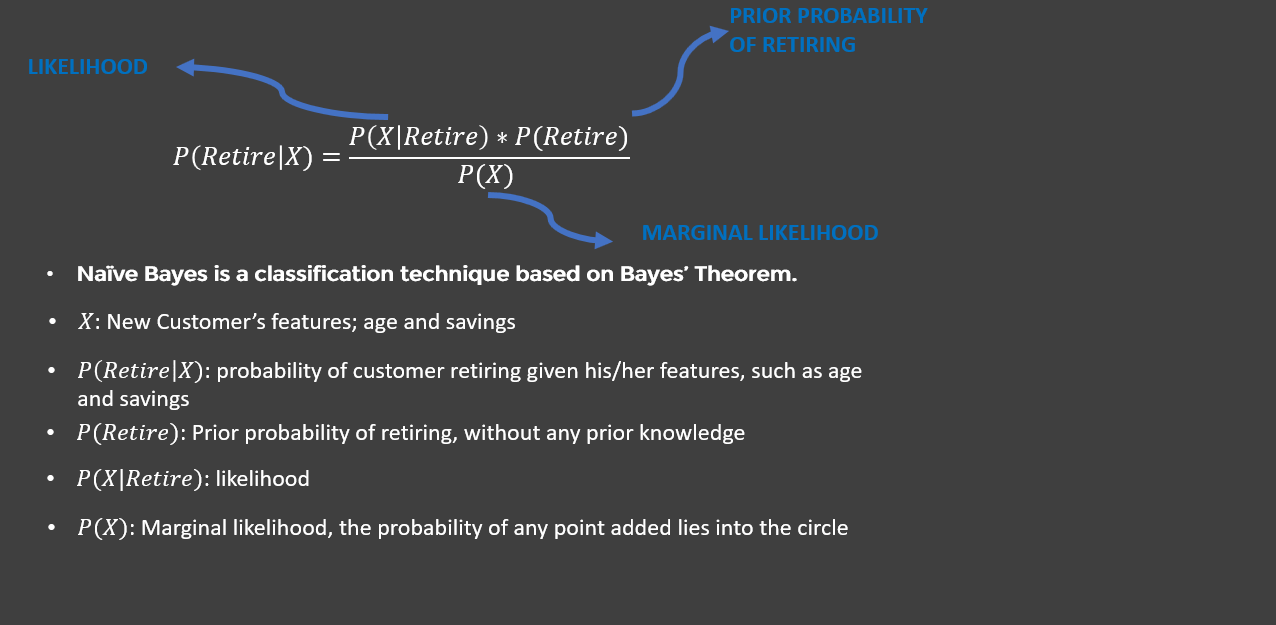 PRIOR PROBABILITY
OF RETIRING
LIKELIHOOD
P(Retire|X) = P(X|Retire) ∗ P(Retire) / P(X)
MARGINAL LIKELIHOOD
• Naïve Bayes is a classification technique based on Bayes’ Theorem.
• X: New Customer’s features; age and savings
• P(Retire|X): probability of customer retiring given his/her features, such as age
and savings
• P(Retire): Prior probability of retiring, without any prior knowledge
• P(X|Retire): likelihood
• P(X): Marginal likelihood, the probability of any point added lies into the circle